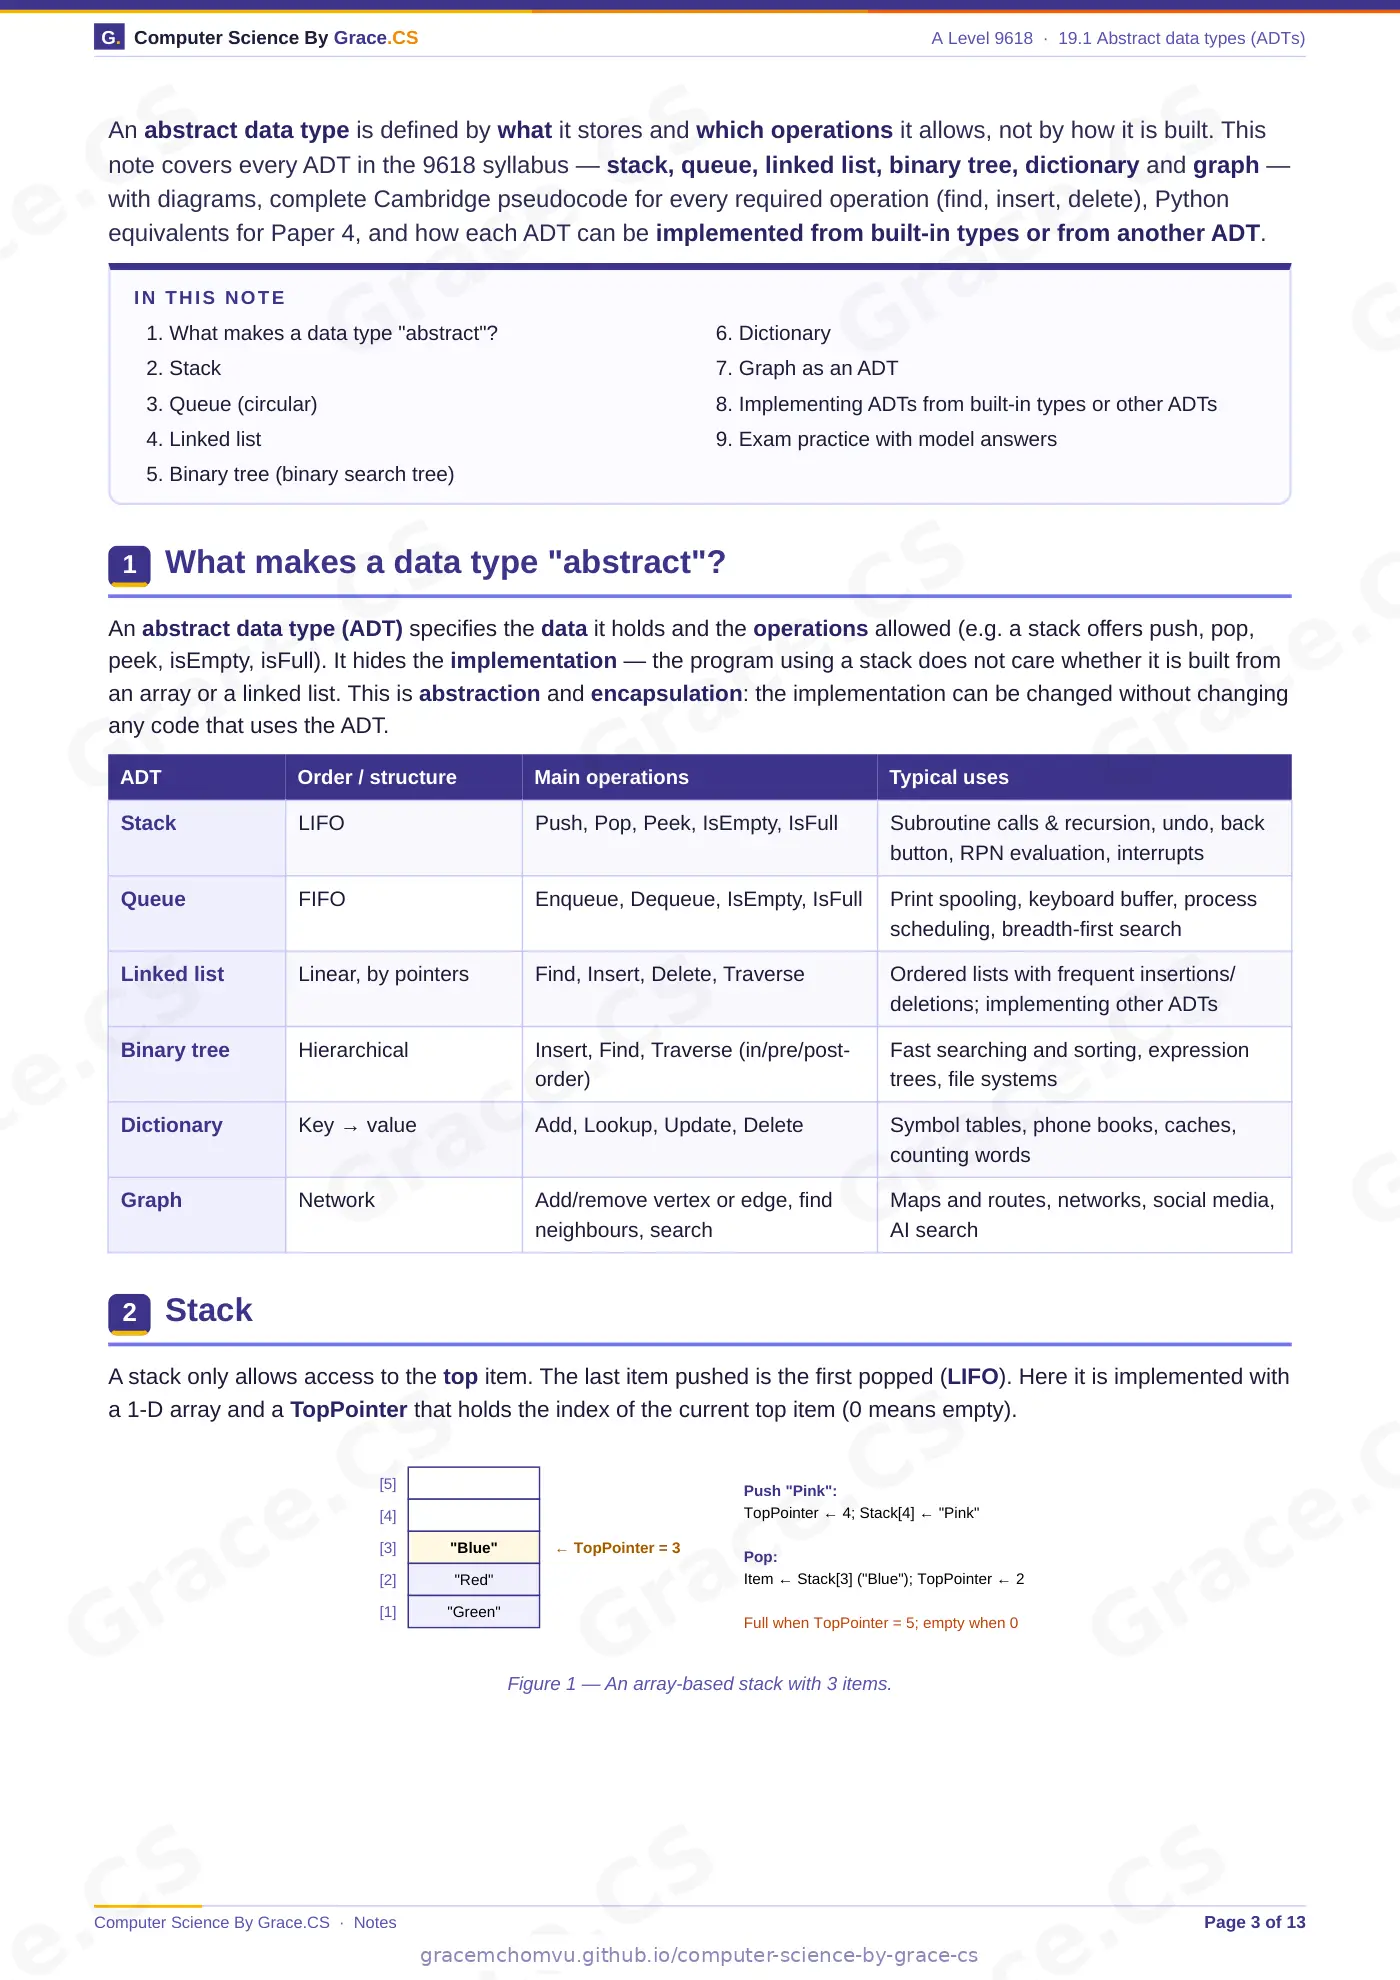 G. Computer Science By Grace.CS
A Level 9618 · 19.1 Abstract data types (ADTs)
An abstract data type is defined by what it stores and which operations it allows, not by how it is built. This
note covers every ADT in the 9618 syllabus — stack, queue, linked list, binary tree, dictionary and graph —
with diagrams, complete Cambridge pseudocode for every required operation (find, insert, delete), Python
equivalents for Paper 4, and how each ADT can be implemented from built-in types or from another ADT.
IN THIS NOTE
1. What makes a data type "abstract"?
2. Stack
3. Queue (circular)
4. Linked list
5. Binary tree (binary search tree)
6. Dictionary
7. Graph as an ADT
8. Implementing ADTs from built-in types or other ADTs
9. Exam practice with model answers
1 What makes a data type "abstract"?
An abstract data type (ADT) specifies the data it holds and the operations allowed (e.g. a stack offers push, pop,
peek, isEmpty, isFull). It hides the implementation — the program using a stack does not care whether it is built from
an array or a linked list. This is abstraction and encapsulation: the implementation can be changed without changing
any code that uses the ADT.
ADT Order / structure Main operations Typical uses
Stack LIFO Push, Pop, Peek, IsEmpty, IsFull Subroutine calls & recursion, undo, back
button, RPN evaluation, interrupts
Queue FIFO Enqueue, Dequeue, IsEmpty, IsFull Print spooling, keyboard buffer, process
scheduling, breadth-first search
Linked list Linear, by pointers Find, Insert, Delete, Traverse Ordered lists with frequent insertions/
deletions; implementing other ADTs
Binary tree Hierarchical Insert, Find, Traverse (in/pre/post- Fast searching and sorting, expression
order) trees, file systems
Dictionary Key → value Add, Lookup, Update, Delete Symbol tables, phone books, caches,
counting words
Graph Network Add/remove vertex or edge, find Maps and routes, networks, social media,
neighbours, search AI search
2 Stack
A stack only allows access to the top item. The last item pushed is the first popped (LIFO). Here it is implemented with
a 1-D array and a TopPointer that holds the index of the current top item (0 means empty).
[5]
[4]
[3] "Blue" ← TopPointer = 3
[2] "Red"
[1] "Green"
Push "Pink":
TopPointer ← 4; Stack[4] ← "Pink"
Pop:
Item ← Stack[3] ("Blue"); TopPointer ← 2
Full when TopPointer = 5; empty when 0
Figure 1 — An array-based stack with 3 items.
Computer Science By Grace.CS · Notes
Page 3 of 13
gracemchomvu.github.io/computer-science-by-grace-cs